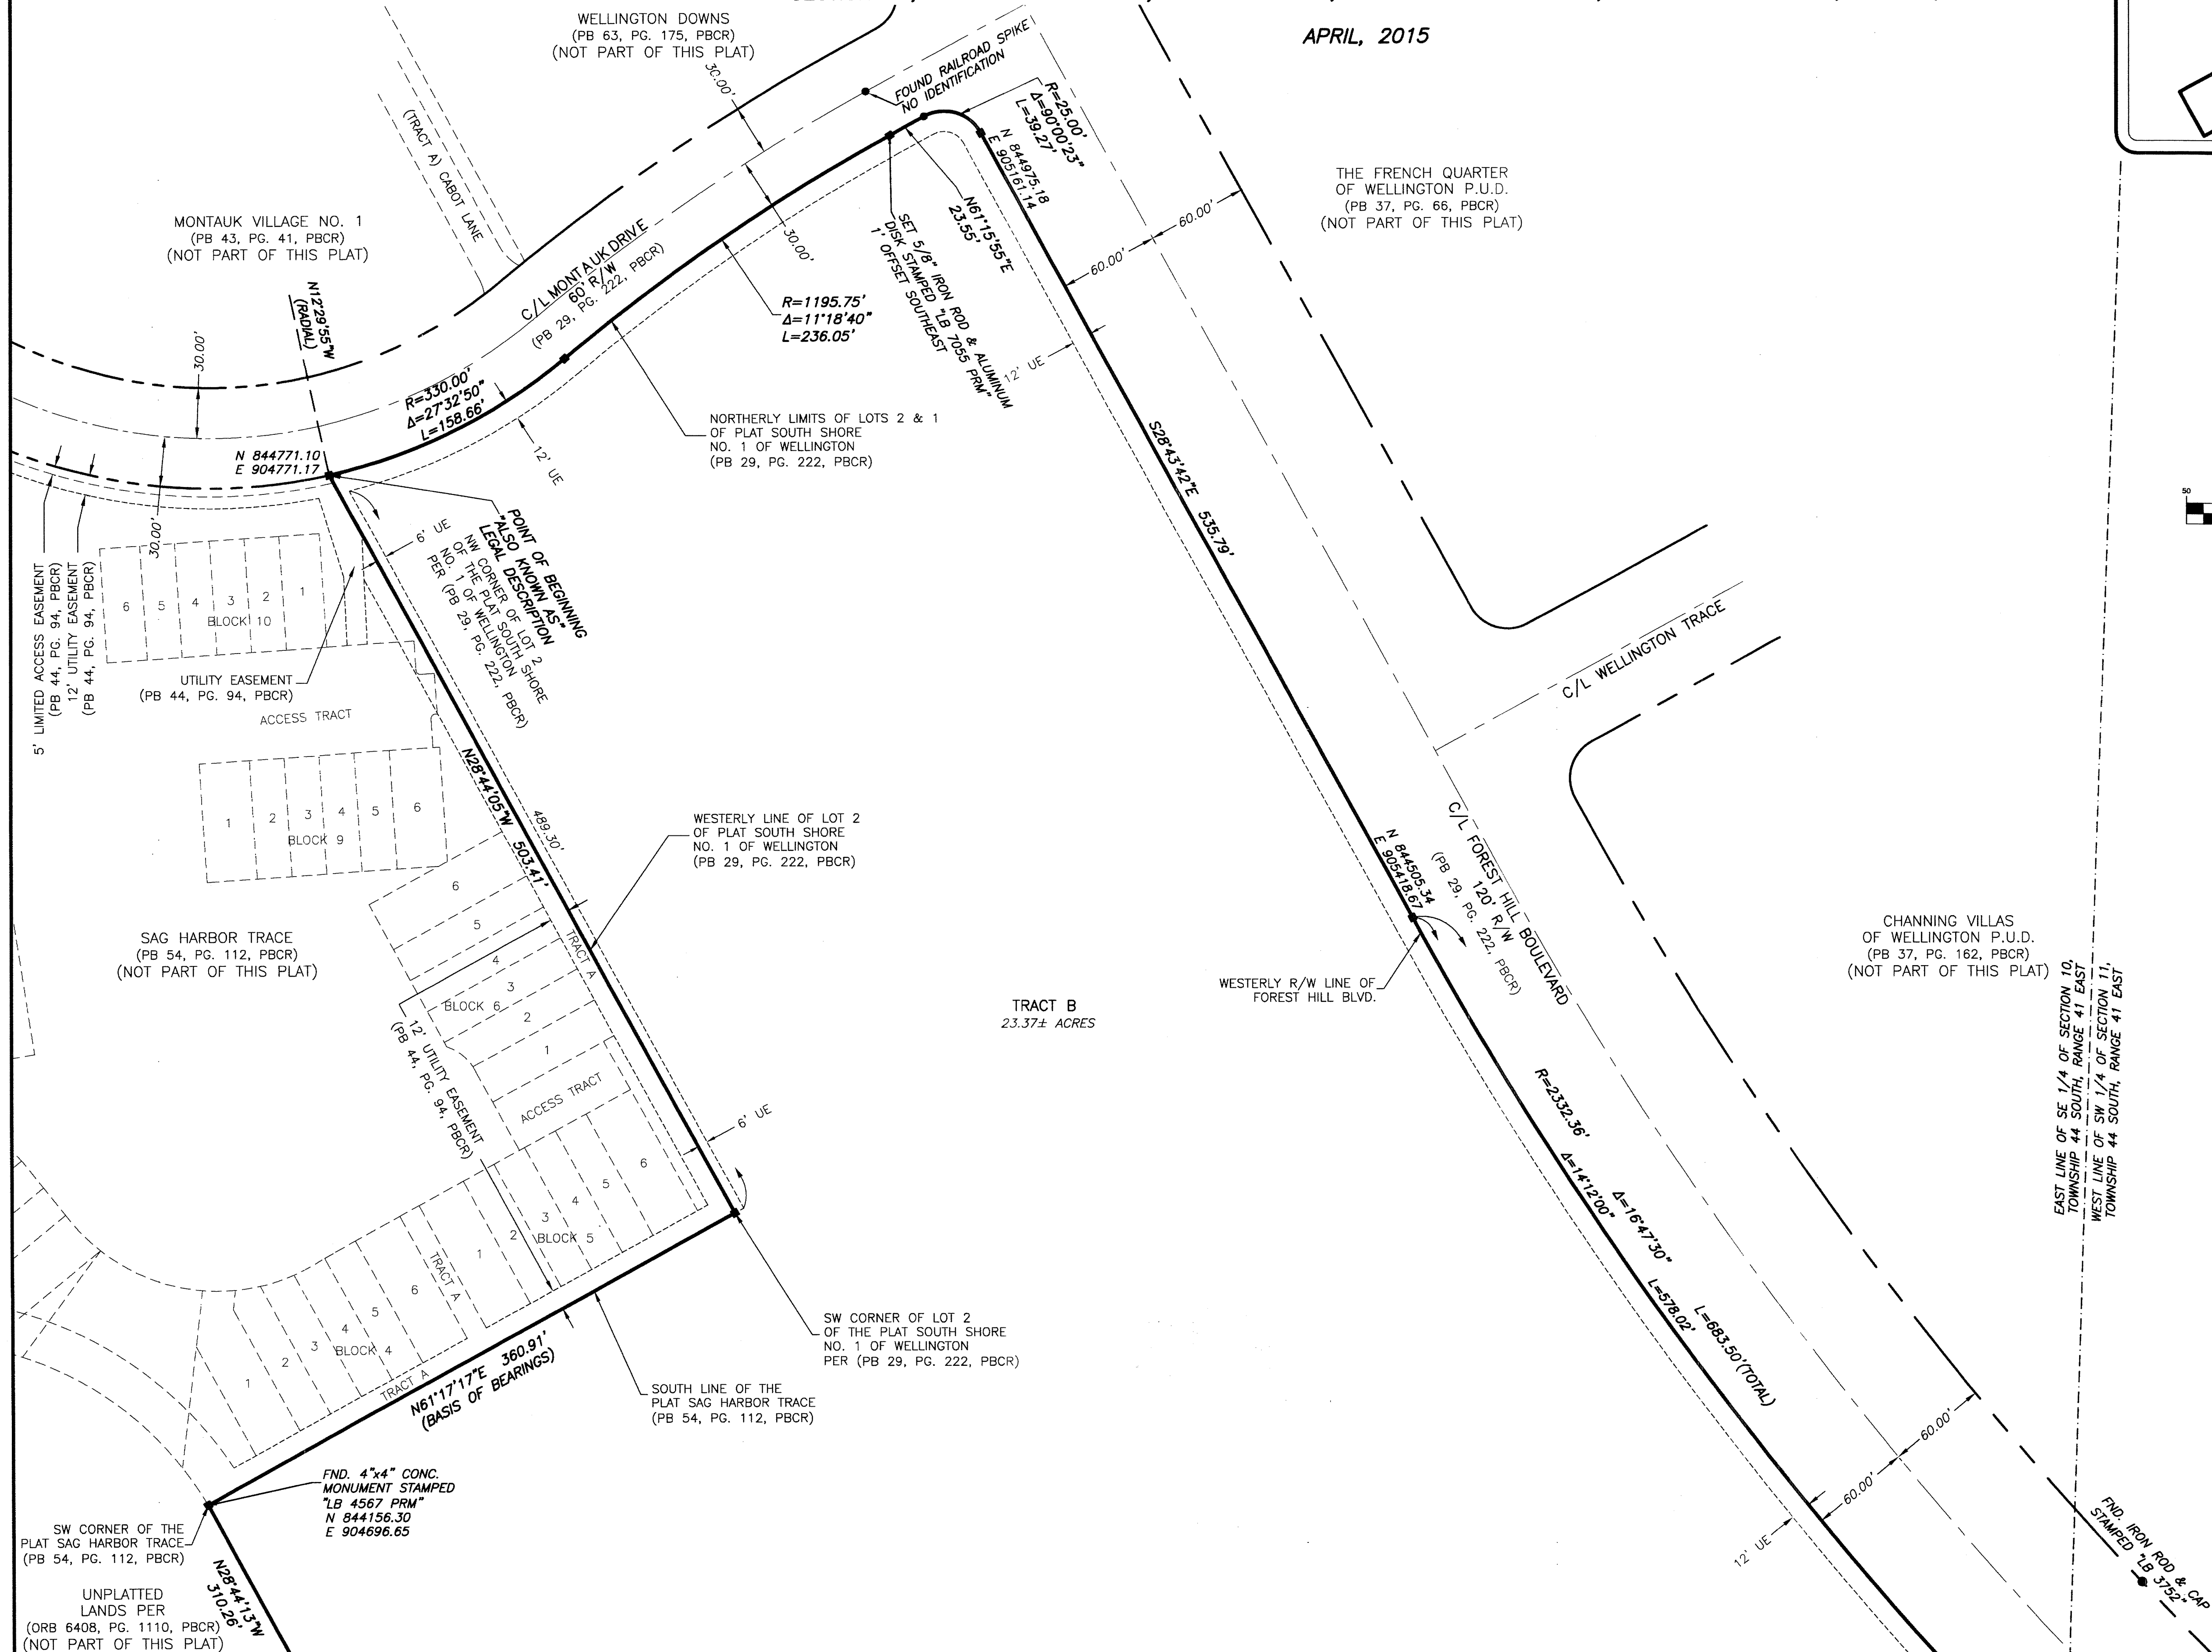 APRIL, 2015
WELLINGTON DOWNS
(PB 63, PG. 175, PBCR)
(NOT PART OF THIS PLAT)
30.00'
FOUND RAILROAD SPIKE
NO IDENTIFICATION
R=25.00'
Δ=90°00'23"
L=39.27'
N 844975.18
E 905161.14
(TRACT A) CABOT LANE
MONTAUK VILLAGE NO. 1
(PB 43, PG. 41, PBCR)
(NOT PART OF THIS PLAT)
THE FRENCH QUARTER
OF WELLINGTON P.U.D.
(PB 37, PG. 66, PBCR)
(NOT PART OF THIS PLAT)
N61°15'55"E
23.55'
60.00'
60.00'
SET 5/8" IRON ROD & ALUMINUM
DISK STAMPED "LB 7055 PRM"
1' OFFSET SOUTHEAST
30.00'
C/L MONTAUK DRIVE
60' R/W
(PB 29, PG. 222, PBCR)
N12°29'55"W
(RADIAL)
30.00'
R=1195.75'
Δ=11°18'40"
L=236.05'
12' UE
R=330.00'
Δ=27°32'50"
L=158.66'
NORTHERLY LIMITS OF LOTS 2 & 1
OF PLAT SOUTH SHORE
NO. 1 OF WELLINGTON
(PB 29, PG. 222, PBCR)
12' UE
N 844771.10
E 904771.17
30.00'
S28°43'42"E 535.79'
50
5' LIMITED ACCESS EASEMENT
(PB 44, PG. 94, PBCR)
12' UTILITY EASEMENT
(PB 44, PG. 94, PBCR)
6' UE
POINT OF BEGINNING
"ALSO KNOWN AS"
LEGAL DESCRIPTION
NW CORNER OF LOT 2
OF THE PLAT SOUTH SHORE
NO. 1 OF WELLINGTON
PER (PB 29, PG. 222, PBCR)
6 5 4 3 2 1
BLOCK 10
UTILITY EASEMENT
(PB 44, PG. 94, PBCR)
ACCESS TRACT
C/L WELLINGTON TRACE
N28°44'05"W 503.41'
489.30'
1 2 3 4 5 6
BLOCK 9
WESTERLY LINE OF LOT 2
OF PLAT SOUTH SHORE
NO. 1 OF WELLINGTON
(PB 29, PG. 222, PBCR)
C/L FOREST HILL BOULEVARD
120' R/W
(PB 29, PG. 222, PBCR)
N 844505.34
E 905418.67
SAG HARBOR TRACE
(PB 54, PG. 112, PBCR)
(NOT PART OF THIS PLAT)
6
5
4
3
2
1
BLOCK 6
TRACT A
ACCESS TRACT
12' UTILITY EASEMENT
(PB 44, PG. 94, PBCR)
TRACT B
23.37± ACRES
WESTERLY R/W LINE OF
FOREST HILL BLVD.
CHANNING VILLAS
OF WELLINGTON P.U.D.
(PB 37, PG. 162, PBCR)
(NOT PART OF THIS PLAT)
EAST LINE OF SE 1/4 OF SECTION 10,
TOWNSHIP 44 SOUTH, RANGE 41 EAST
WEST LINE OF SW 1/4 OF SECTION 11,
TOWNSHIP 44 SOUTH, RANGE 41 EAST
6' UE
R=2332.36'
Δ=14°12'00"
L=578.02'
Δ=16°47'30"
L=683.50'(TOTAL)
1 2 3 4 5 6
BLOCK 5
TRACT A
1 2 3 4 5 6
BLOCK 4
TRACT A
SW CORNER OF LOT 2
OF THE PLAT SOUTH SHORE
NO. 1 OF WELLINGTON
PER (PB 29, PG. 222, PBCR)
N61°17'17"E 360.91'
(BASIS OF BEARINGS)
SOUTH LINE OF THE
PLAT SAG HARBOR TRACE
(PB 54, PG. 112, PBCR)
60.00'
60.00'
12' UE
FND. 4"x4" CONC.
MONUMENT STAMPED
"LB 4567 PRM"
N 844156.30
E 904696.65
SW CORNER OF THE
PLAT SAG HARBOR TRACE
(PB 54, PG. 112, PBCR)
FND. IRON ROD & CAP
STAMPED "LB 3752"
N28°44'13"W
310.26'
UNPLATTED
LANDS PER
(ORB 6408, PG. 1110, PBCR)
(NOT PART OF THIS PLAT)